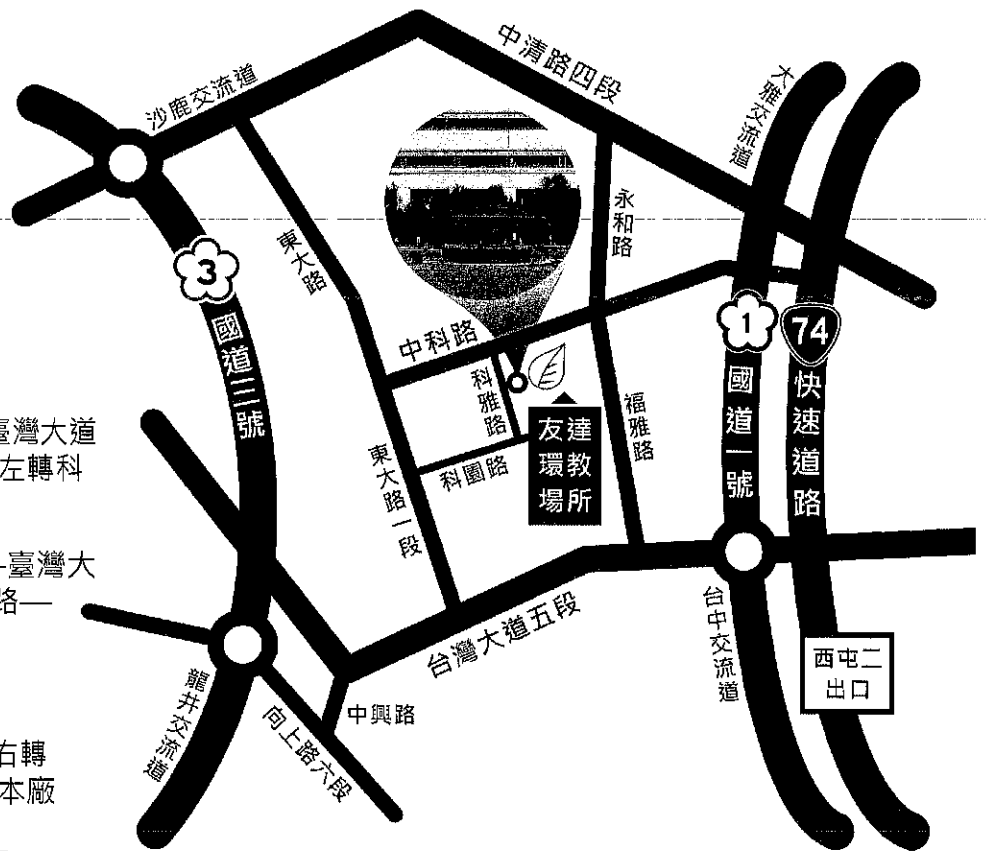 中清路四段
沙鹿交流道
大雅交流道
永和路
東大路
3
國道三號
中科路
1
國道一號
74
快速道路
科雅路
福雅路
友達
環教
場所
科園路
東大路一段
臺灣大道
左轉科
臺灣大
路—
右轉
本廠
台灣大道五段
台中交流道
西屯二
出口
龍井交流道
中興路
向上路六段